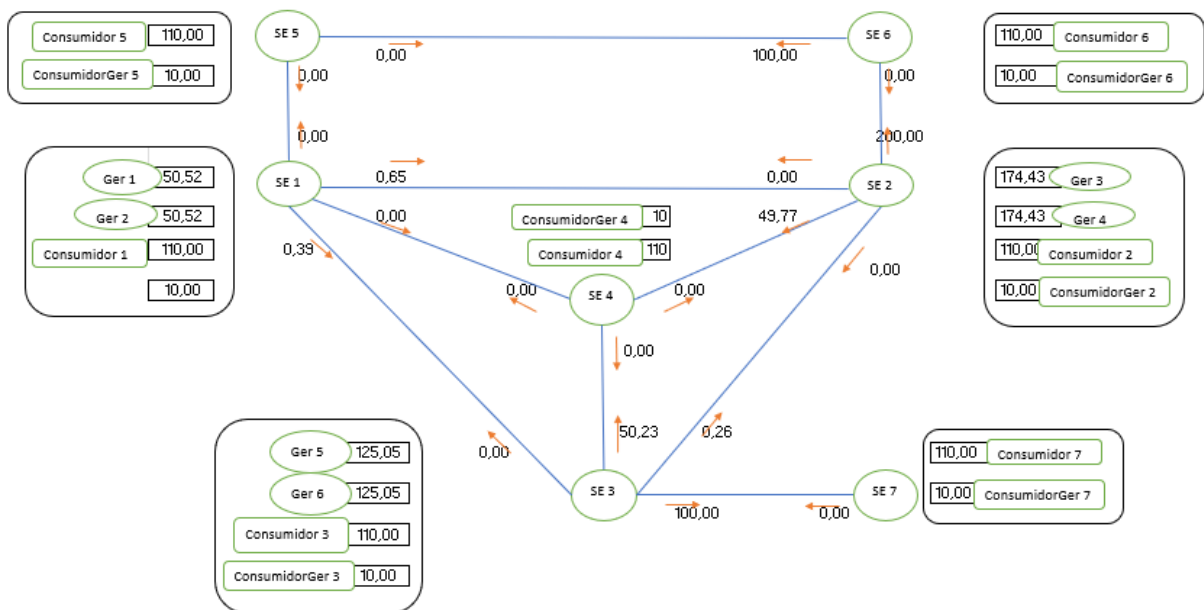 Consumidor 5 110,00
ConsumidorGer 5 10,00
SE 5
SE 6
0,00
100,00
110,00 Consumidor 6
10,00 ConsumidorGer 6
0,00
0,00
0,00
200,00
Ger 1 50,52
Ger 2 50,52
Consumidor 1 110,00
10,00
SE 1
SE 2
0,65
0,00
0,00
49,77
0,39
0,00
ConsumidorGer 4 10
Consumidor 4 110
174,43 Ger 3
174,43 Ger 4
110,00 Consumidor 2
10,00 ConsumidorGer 2
0,00
SE 4
0,00
0,00
50,23
0,26
0,00
Ger 5 125,05
Ger 6 125,05
Consumidor 3 110,00
ConsumidorGer 3 10,00
SE 3
SE 7
100,00
0,00
110,00 Consumidor 7
10,00 ConsumidorGer 7